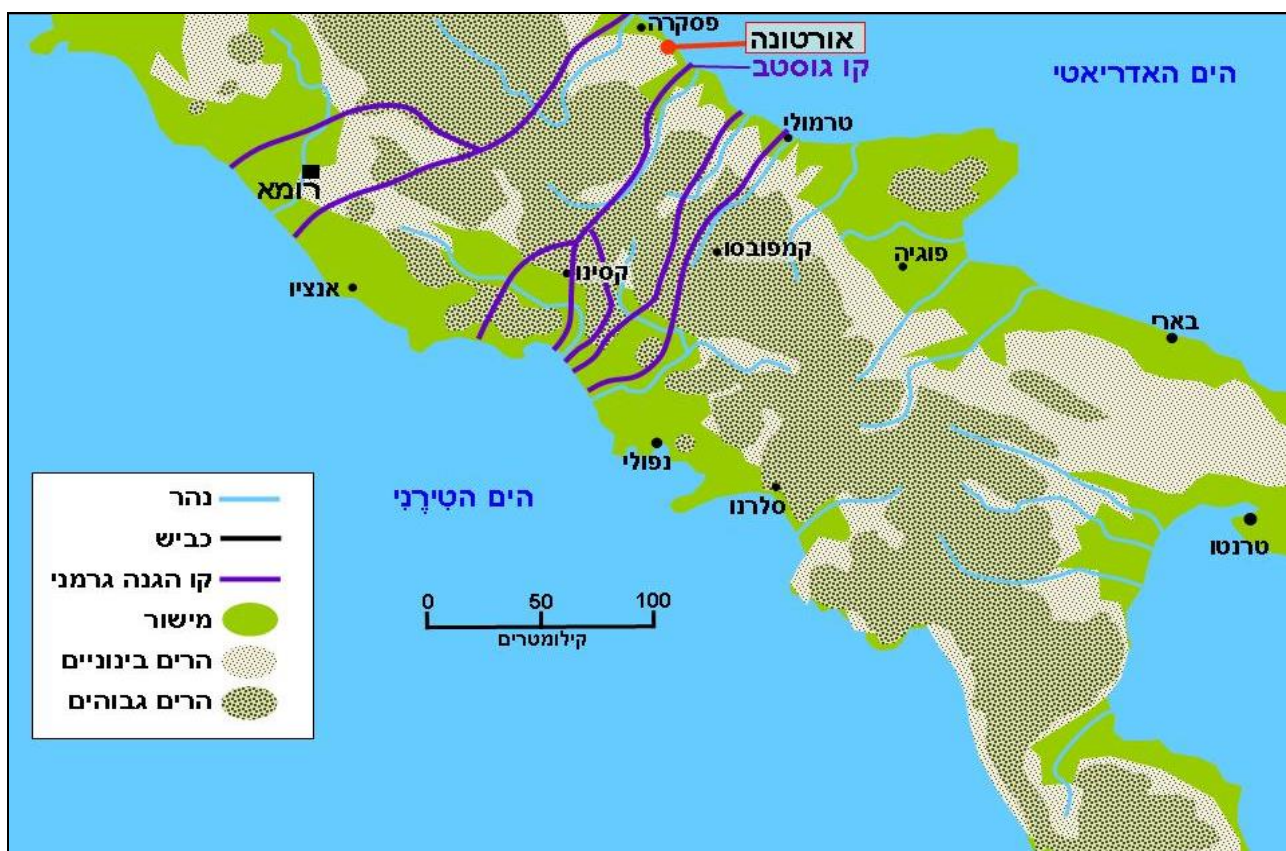 פסקרה
אורטונה
קו גוסטב
הים האדריאטי
טרמולי
רומא
קמפובסו
פוגיה
קסינו
אנציו
בארי
נפולי
סלרנו
הים הטִירֶנִי
טרנטו
נהר
כביש
קו הגנה גרמני
מישור
הרים בינוניים
הרים גבוהים
0 50 100
קילומטרים